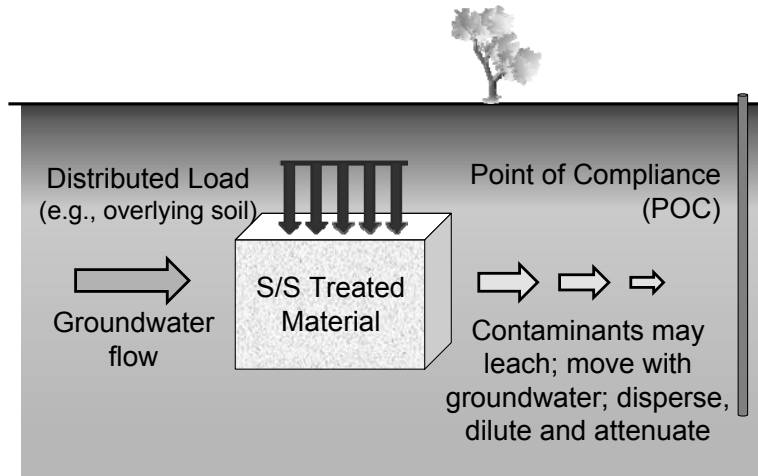 Distributed Load
(e.g., overlying soil)
Point of Compliance
(POC)
S/S Treated
Material
Groundwater
flow
Contaminants may
leach; move with
groundwater; disperse,
dilute and attenuate